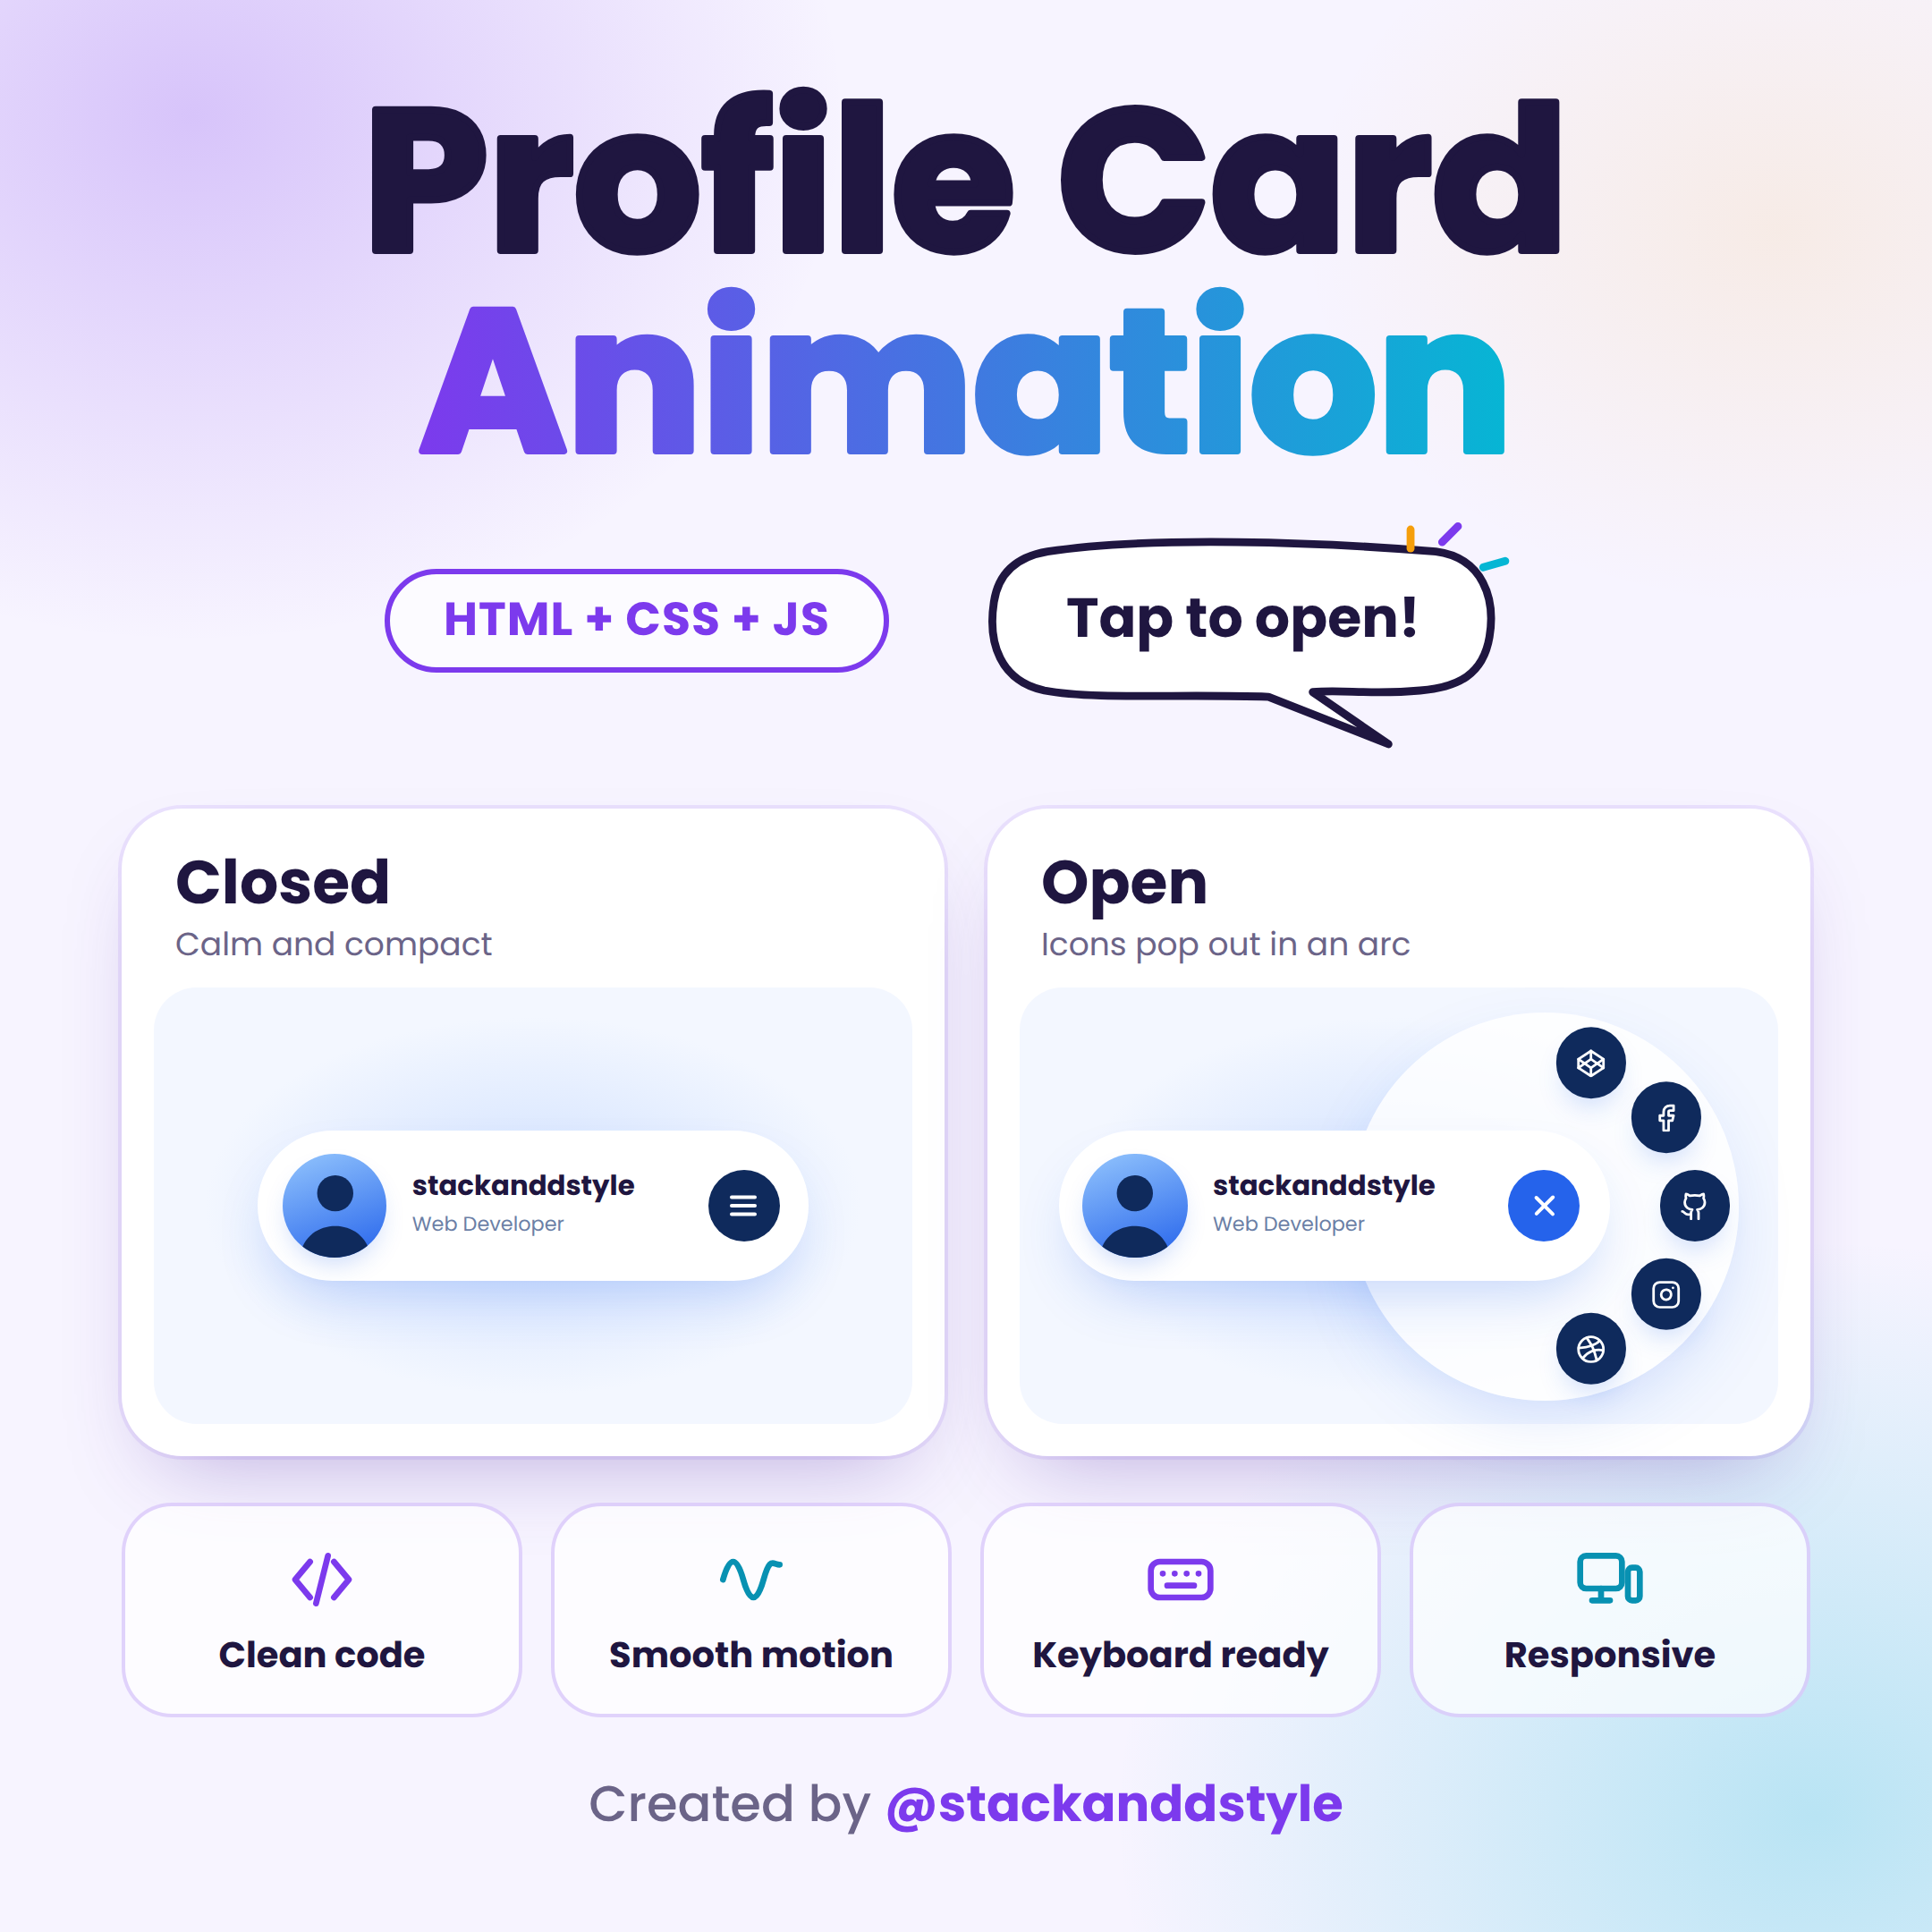 Profile Card
Animation
HTML + CSS + JS
Tap to open!
Closed
Calm and compact
stackanddstyle
Web Developer
Open
Icons pop out in an arc
stackanddstyle
Web Developer
Clean code
Smooth motion
Keyboard ready
Responsive
Created by @stackanddstyle